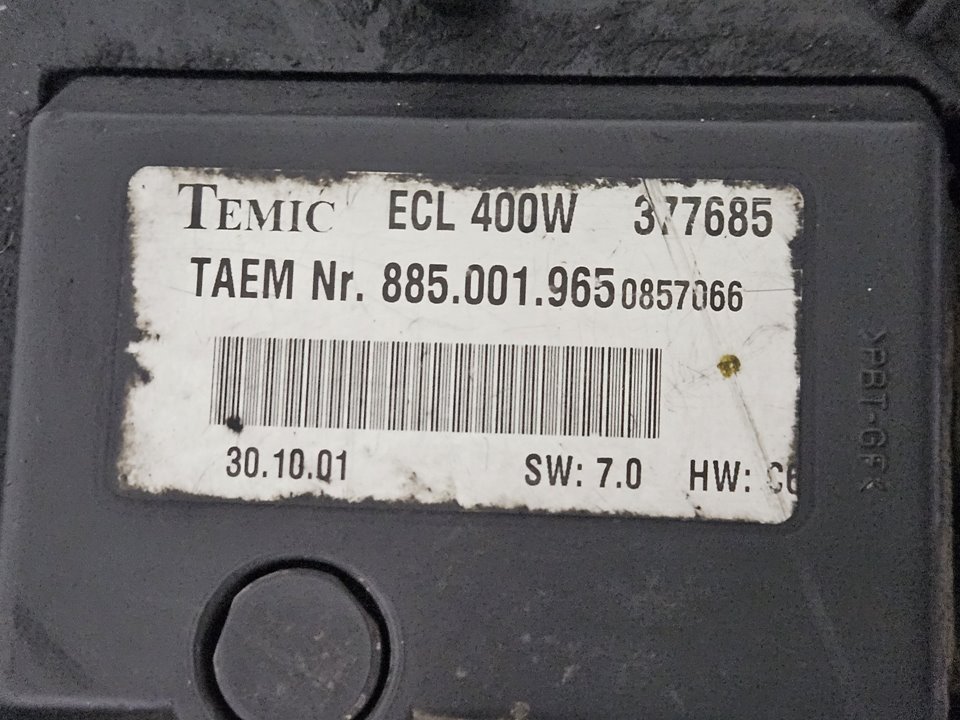 TEMIC ECL 400W 377685
TAEM Nr. 885.001.965 0857066
30.10.01 SW: 7.0 HW: C6
>PBT-GF<